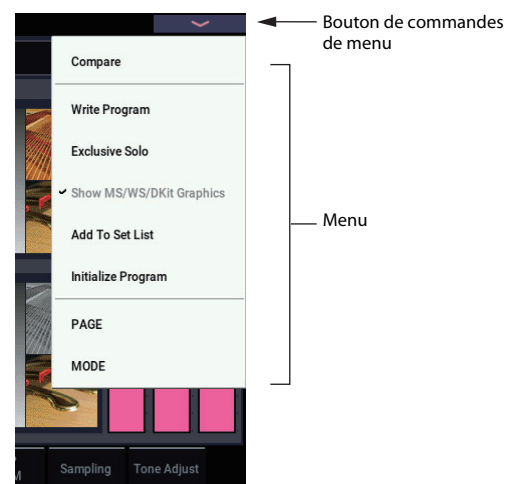 Bouton de commandes
de menu
Compare
Write Program
Exclusive Solo
Show MS/WS/DKit Graphics
Add To Set List
Menu
Initialize Program
PAGE
MODE
M
Sampling
Tone Adjust